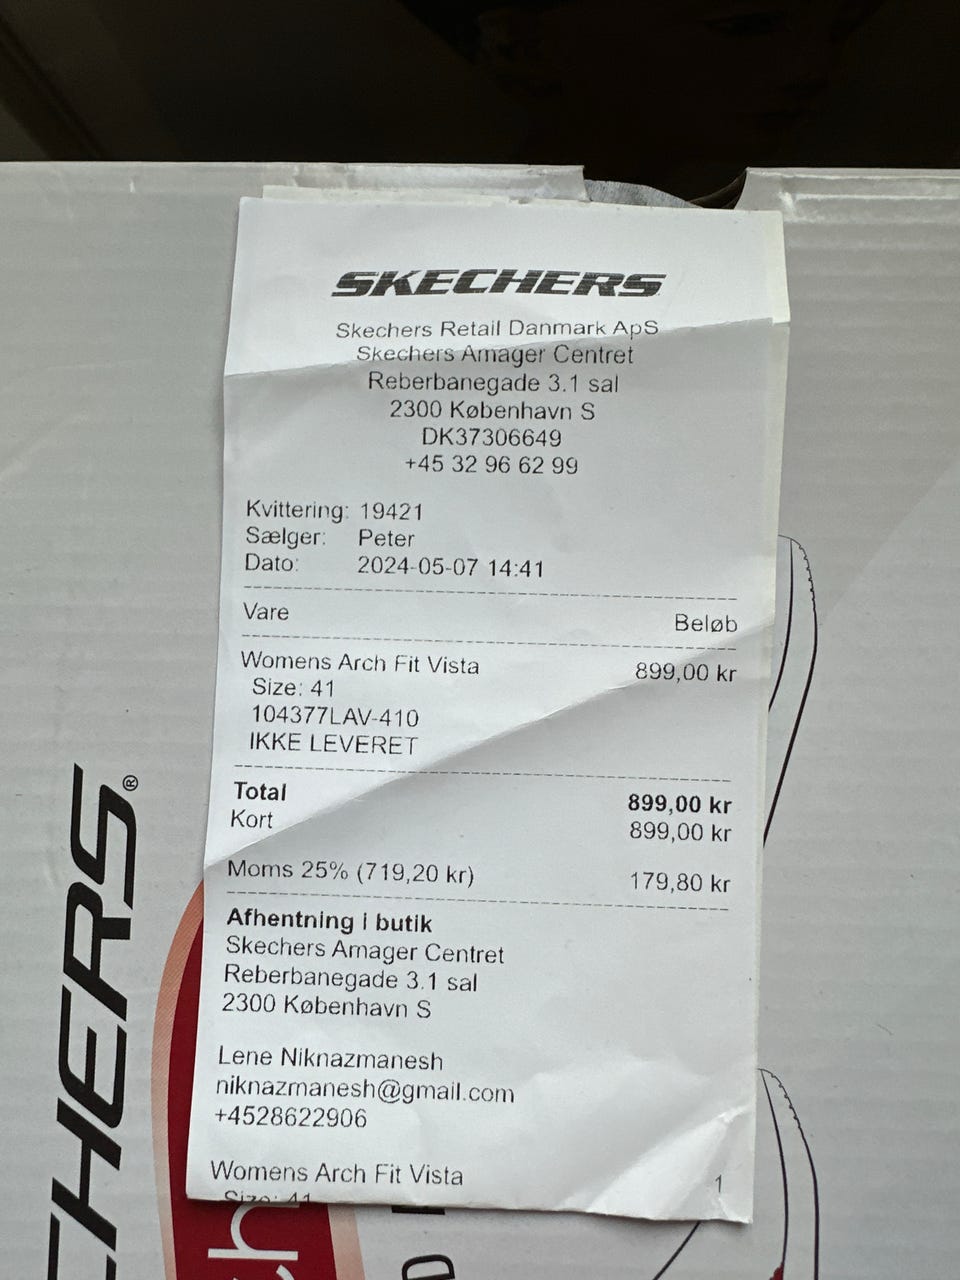 SKECHERS
Skechers Retail Danmark ApS
Skechers Amager Centret
Reberbanegade 3.1 sal
2300 København S
DK37306649
+45 32 96 62 99
Kvittering: 19421
Sælger: Peter
Dato: 2024-05-07 14:41
Vare Beløb
Womens Arch Fit Vista 899,00 kr
Size: 41
104377LAV-410
IKKE LEVERET
Total 899,00 kr
Kort 899,00 kr
Moms 25% (719,20 kr) 179,80 kr
Afhentning i butik
Skechers Amager Centret
Reberbanegade 3.1 sal
2300 København S
Lene Niknazmanesh
niknazmanesh@gmail.com
+4528622906
Womens Arch Fit Vista 1
Size: 41
CHERS®
ch
D